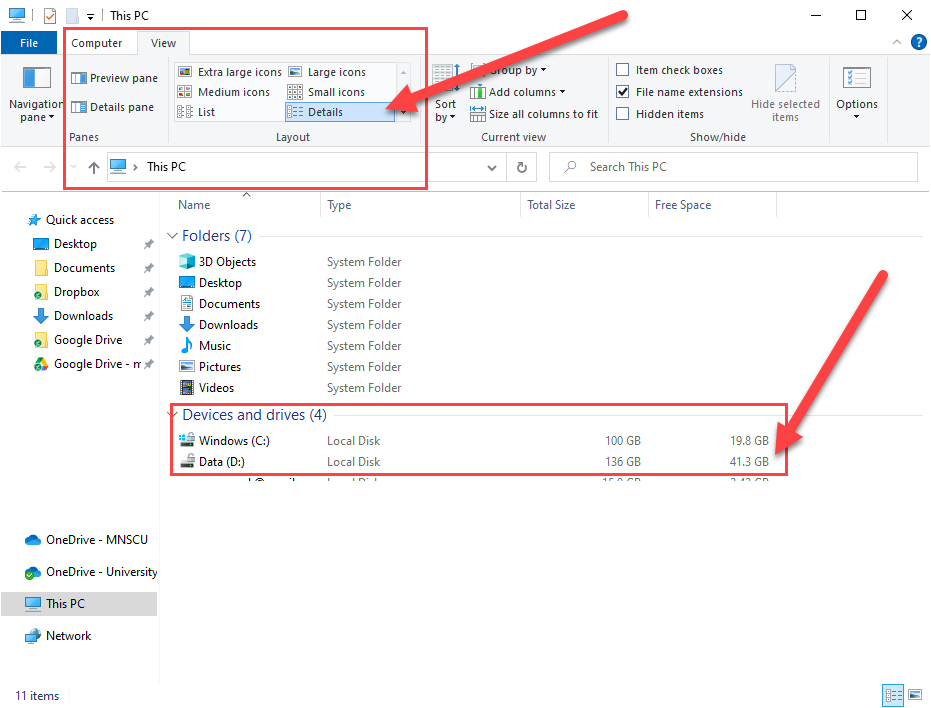 This PC
File Computer View
Navigation pane
Preview pane
Details pane
Panes
Extra large icons Large icons
Medium icons Small icons
List Details
Layout
Sort by
Group by
Add columns
Size all columns to fit
Current view
Item check boxes
File name extensions
Hidden items
Hide selected items
Show/hide
Options
This PC
Search This PC
Name Type Total Size Free Space
Quick access
Desktop
Documents
Dropbox
Downloads
Google Drive
Google Drive - m
OneDrive - MNSCU
OneDrive - University
This PC
Network
Folders (7)
3D Objects System Folder
Desktop System Folder
Documents System Folder
Downloads System Folder
Music System Folder
Pictures System Folder
Videos System Folder
Devices and drives (4)
Windows (C:) Local Disk 100 GB 19.8 GB
Data (D:) Local Disk 136 GB 41.3 GB
11 items